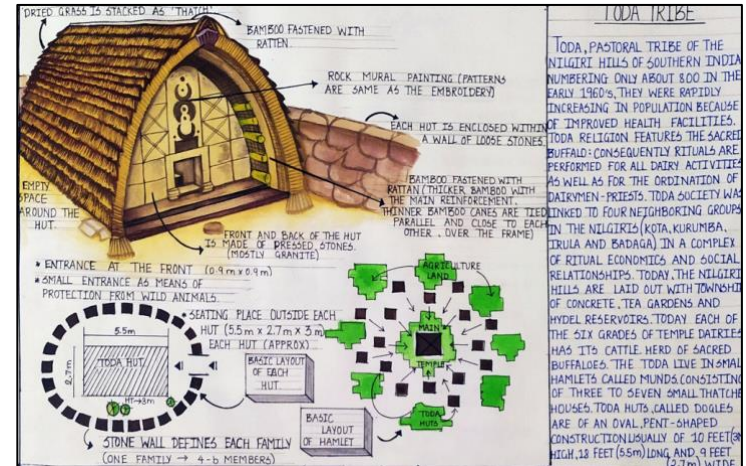 DRIED GRASS IS STACKED AS 'THATCH'.
BAMBOO FASTENED WITH
RATTEN.
ROCK MURAL PAINTING (PATTERNS
ARE SAME AS THE EMBROIDERY)
EACH HUT IS ENCLOSED WITHIN
A WALL OF LOOSE STONES.
BAMBOO FASTENED WITH
RATTAN (THICKER BAMBOO WITH
THE MAIN REINFORCEMENT.
THINNER BAMBOO CANES ARE TIED
PARALLEL AND CLOSE TO EACH
OTHER, OVER THE FRAME)
EMPTY
SPACE
AROUND THE
HUT.
FRONT AND BACK OF THE HUT
IS MADE OF PRESSED STONES.
(MOSTLY GRANITE)
* ENTRANCE AT THE FRONT (0.9m x 0.9m)
* SMALL ENTRANCE AS MEANS OF
PROTECTION FROM WILD ANIMALS.
* SEATING PLACE OUTSIDE EACH
HUT (5.5m x 2.7m x 3m)
EACH HUT (APPROX)
5.5m
2.7m
TODA HUT
HT→3m
BASIC LAYOUT
OF EACH
HUT.
STONE WALL DEFINES EACH FAMILY
(ONE FAMILY → 4-6 MEMBERS)
AGRICULTURE
LAND
MAIN
TEMPLE
TODA
HUTS
BASIC
LAYOUT
OF HAMLET
TODA TRIBE
TODA, PASTORAL TRIBE OF THE
NILGIRI HILLS OF SOUTHERN INDIA
NUMBERING ONLY ABOUT 800 IN THE
EARLY 1960's, THEY WERE RAPIDLY
INCREASING IN POPULATION BECAUSE
OF IMPROVED HEALTH FACILITIES.
TODA RELIGION FEATURES THE SACRED
BUFFALO: CONSEQUENTLY RITUALS ARE
PERFORMED FOR ALL DAIRY ACTIVITIES
AS WELL AS FOR THE ORDINATION OF
DAIRYMEN-PRIESTS. TODA SOCIETY WAS
LINKED TO FOUR NEIGHBORING GROUPS
IN THE NILGIRIS (KOTA, KURUMBA,
IRULA AND BADAGA) IN A COMPLEX
OF RITUAL ECONOMICS AND SOCIAL
RELATIONSHIPS. TODAY, THE NILGIRI
HILLS ARE LAID OUT WITH TOWNSHIP
OF CONCRETE, TEA GARDENS AND
HYDEL RESERVOIRS. TODAY EACH OF
THE SIX GRADES OF TEMPLE DAIRIES
HAS ITS CATTLE HERD OF SACRED
BUFFALOES. THE TODA LIVE IN SMALL
HAMLETS CALLED MUNDS, CONSISTING
OF THREE TO SEVEN SMALL THATCHE
HOUSES. TODA HUTS, CALLED DOGLES
ARE OF AN OVAL, PENT-SHAPED
CONSTRUCTION USUALLY OF 10 FEET (3m
HIGH, 18 FEET (5.5m) LONG AND 9 FEET
(2.7m) WIDE